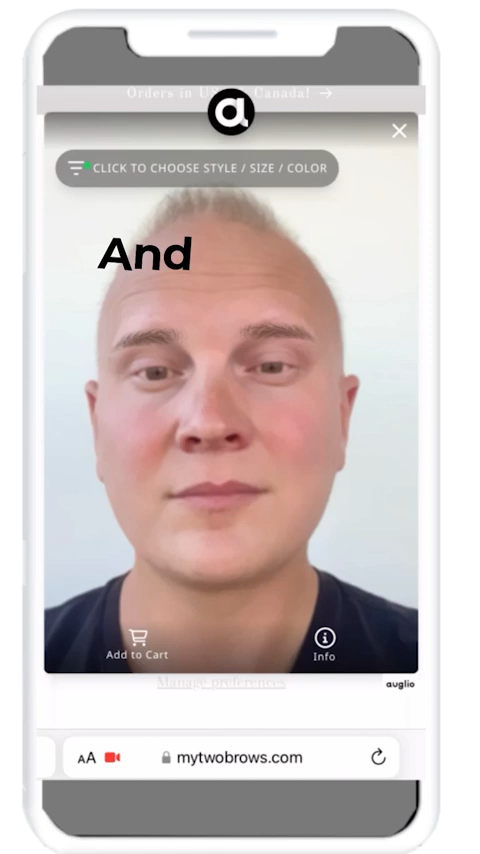 Orders in US Canada! →
a
CLICK TO CHOOSE STYLE / SIZE / COLOR
And
Add to Cart
Info
Manage preferences
auglio
AA
mytwobrows.com